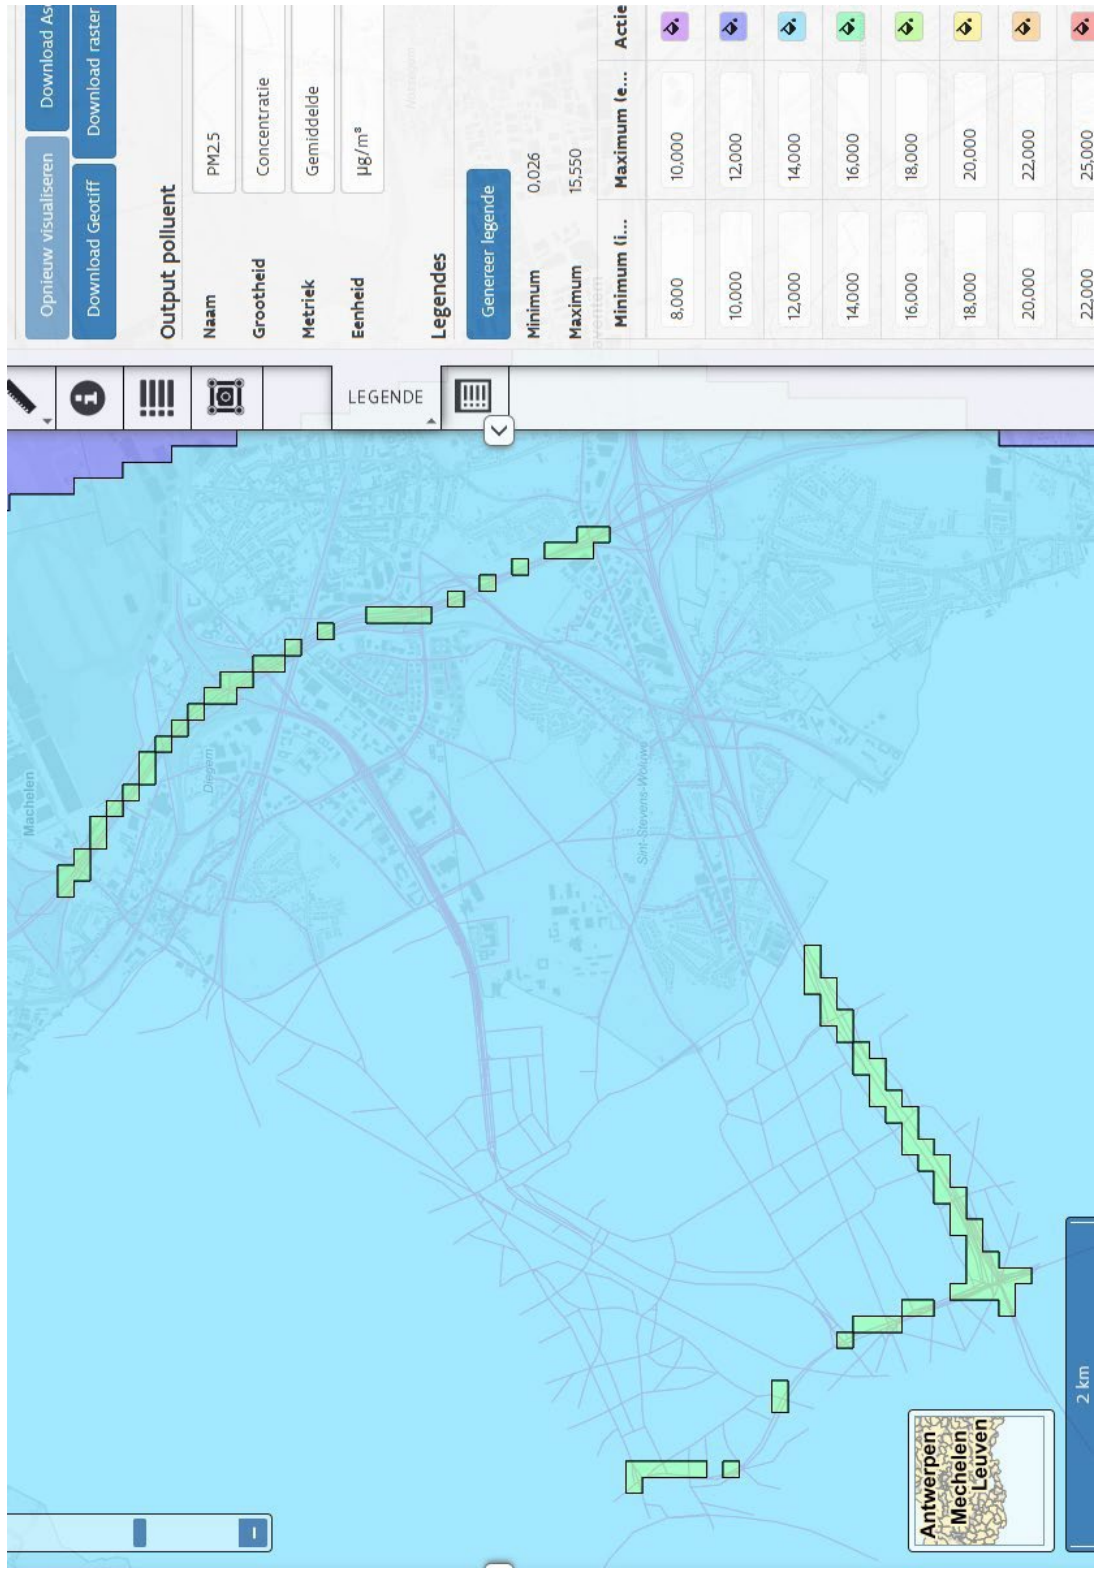 Opnieuw visualiseren
Download As
Download Geotiff
Download raster
Output polluent
Naam
PM2.5
Grootheid
Concentratie
Metriek
Gemiddelde
Eenheid
µg/m³
Legendes
Genereer legende
Minimum 0,026
Maximum 15,550
Minimum (i... Maximum (e... Actie
8,000 10,000
10,000 12,000
12,000 14,000
14,000 16,000
16,000 18,000
18,000 20,000
20,000 22,000
22,000 25,000
LEGENDE
Machelen
Diegem
Sint-Stevens-Woluwe
Antwerpen
Mechelen
Leuven
2 km